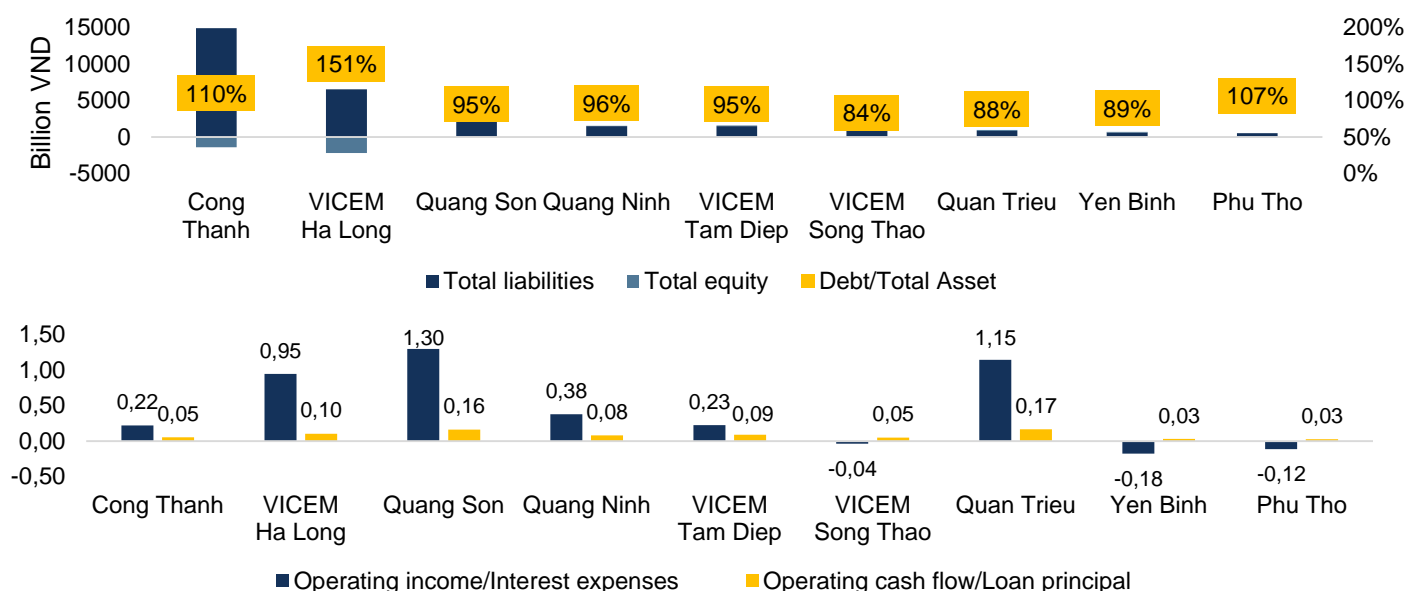 Billion VND
15000
10000
5000
0
-5000
200%
150%
100%
50%
0%
110%
151%
95%
96%
95%
84%
88%
89%
107%
Cong Thanh
VICEM Ha Long
Quang Son
Quang Ninh
VICEM Tam Diep
VICEM Song Thao
Quan Trieu
Yen Binh
Phu Tho
Total liabilities
Total equity
Debt/Total Asset
1,50
1,00
0,50
0,00
-0,50
0,22
0,05
0,95
0,10
1,30
0,16
0,38
0,08
0,23
0,09
-0,04
0,05
1,15
0,17
-0,18
0,03
-0,12
0,03
Cong Thanh
VICEM Ha Long
Quang Son
Quang Ninh
VICEM Tam Diep
VICEM Song Thao
Quan Trieu
Yen Binh
Phu Tho
Operating income/Interest expenses
Operating cash flow/Loan principal